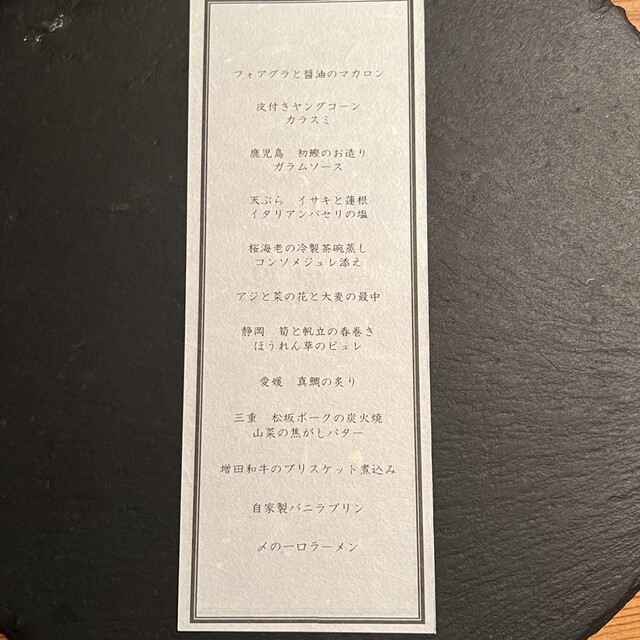 フォアグラと醤油のマカロン
皮付きヤングコーン
カラスミ
鹿児島　初鰹のお造り
ガラムソース
天ぷら　イサキと蓮根
イタリアンパセリの塩
桜海老の冷製茶碗蒸し
コンソメジュレ添え
アジと菜の花と大麦の最中
静岡　筍と帆立の春巻き
ほうれん草のピュレ
愛媛　真鯛の炙り
三重　松坂ポークの炭火焼
山菜の焦がしバター
増田和牛のブリスケット煮込み
自家製バニラプリン
〆の一口ラーメン